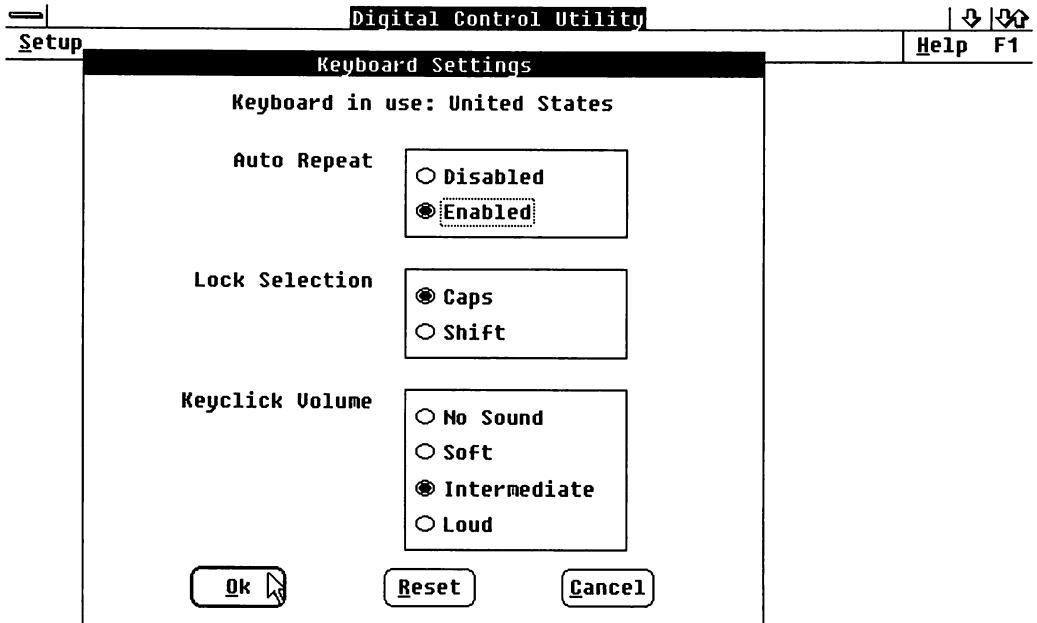 Digital Control Utility
Setup
Help F1
Keyboard Settings
Keyboard in use: United States
Auto Repeat
Disabled
Enabled
Lock Selection
Caps
Shift
Keyclick Volume
No Sound
Soft
Intermediate
Loud
Ok
Reset
Cancel